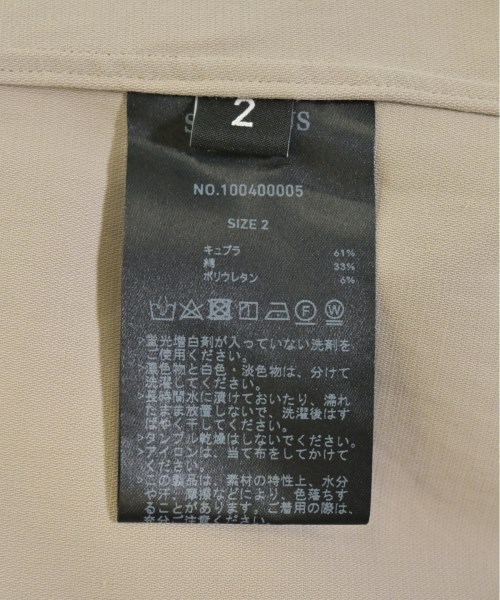 2
S
S
NO.100400005
SIZE 2
キュプラ 61%
綿 33%
ポリウレタン 6%
F W
>蛍光増白剤が入っていない洗剤を
ご使用ください。
>濃色物と白色・淡色物は、分けて
洗濯してください。
>長時間水に漬けておいたり、濡れ
たまま放置しないで、洗濯後はす
ばやく干してください。
>タンブル乾燥はしないでください。
>アイロンは、当て布をしてかけて
ください。
>この製品は、素材の特性上、水分
や汗、摩擦などにより、色落ちす
ることがあります。ご着用の際は、
充分ご注意ください。